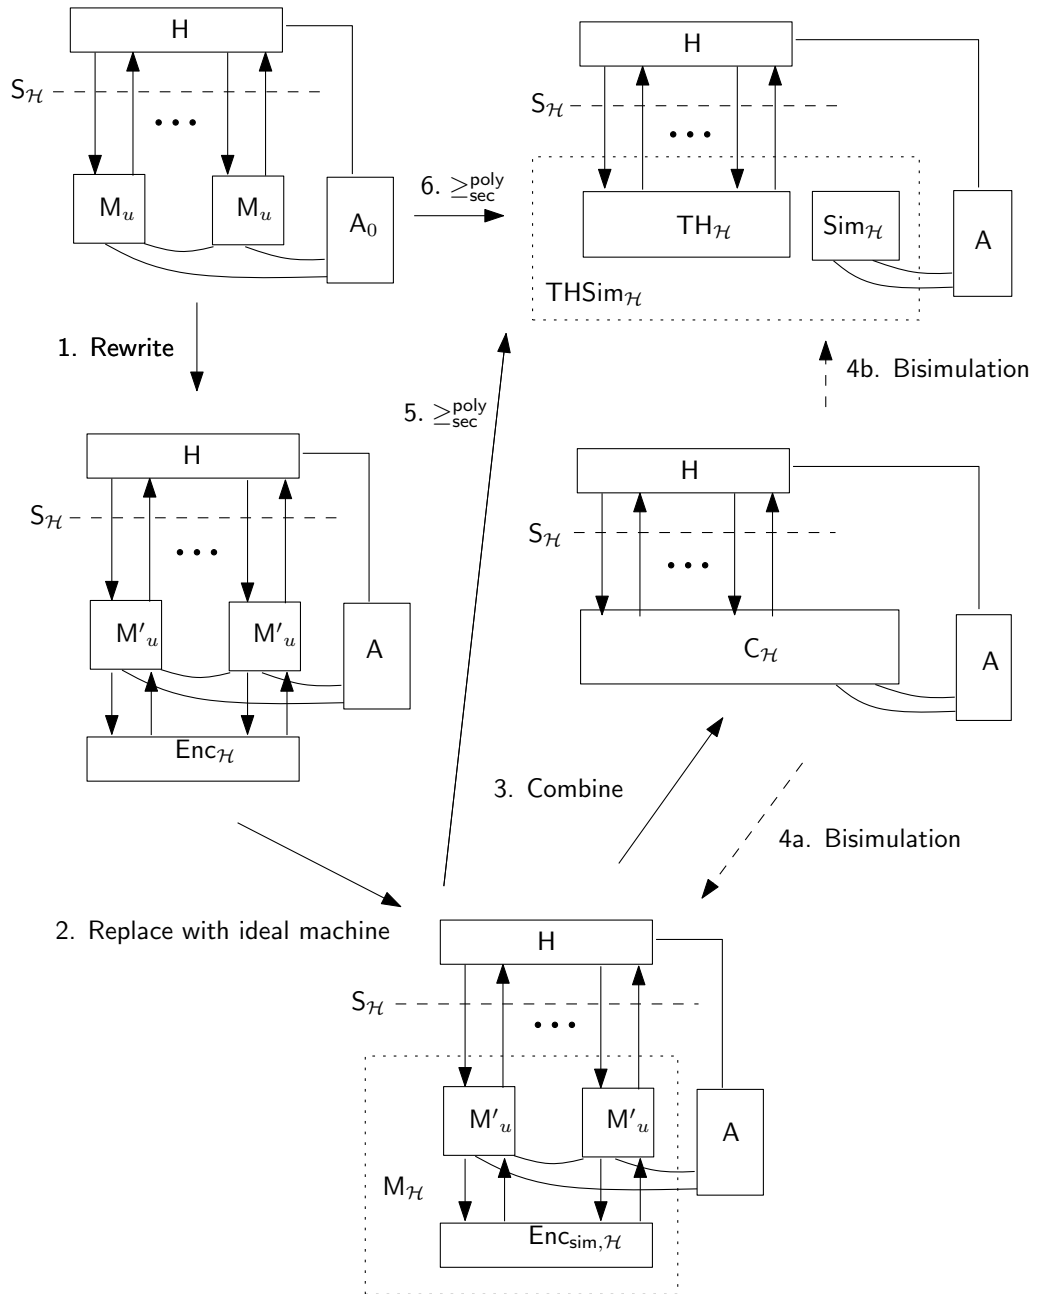 H
S_ℋ
• • •
M_u
M_u
A_0
6. ≥_sec^poly
H
S_ℋ
• • •
TH_ℋ
Sim_ℋ
A
THSim_ℋ
1. Rewrite
5. ≥_sec^poly
4b. Bisimulation
H
S_ℋ
• • •
M'_u
M'_u
A
Enc_ℋ
H
S_ℋ
• • •
C_ℋ
A
3. Combine
4a. Bisimulation
2. Replace with ideal machine
H
S_ℋ
• • •
M'_u
M'_u
A
M_ℋ
Enc_sim,ℋ